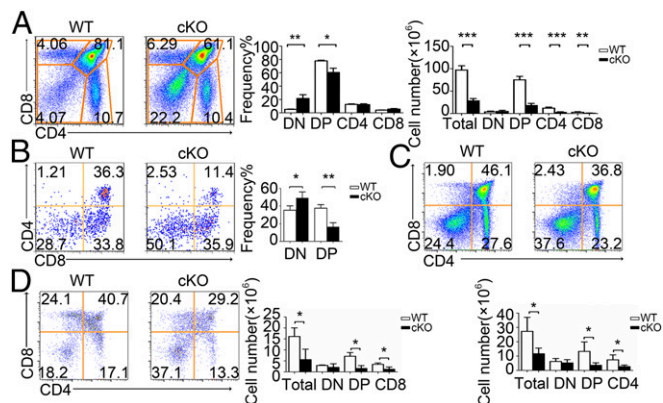 A
WT
cKO
4.06 81.1
6.29 61.1
4.07 10.7
22.2 10.4
CD8
CD4
Frequency%
100
80
60
40
20
0
** *
DN DP CD4 CD8
Cell number(×10⁶)
150
100
50
0
*** *** *** **
Total DN DP CD4 CD8
WT
cKO
B
WT
cKO
1.21 36.3
2.53 11.4
28.7 33.8
50.1 35.9
CD4
CD8
Frequency%
60
40
20
0
* **
DN DP
WT
cKO
C
WT
cKO
1.90 46.1
2.43 36.8
24.4 27.6
37.6 23.2
CD8
CD4
D
WT
cKO
24.1 40.7
20.4 29.2
18.2 17.1
37.1 13.3
CD8
CD4
Cell number(×10⁶)
25
20
15
10
5
0
* * *
Total DN DP CD8
WT
cKO
Cell number(×10⁶)
40
30
20
10
0
* * *
Total DN DP CD4
WT
cKO